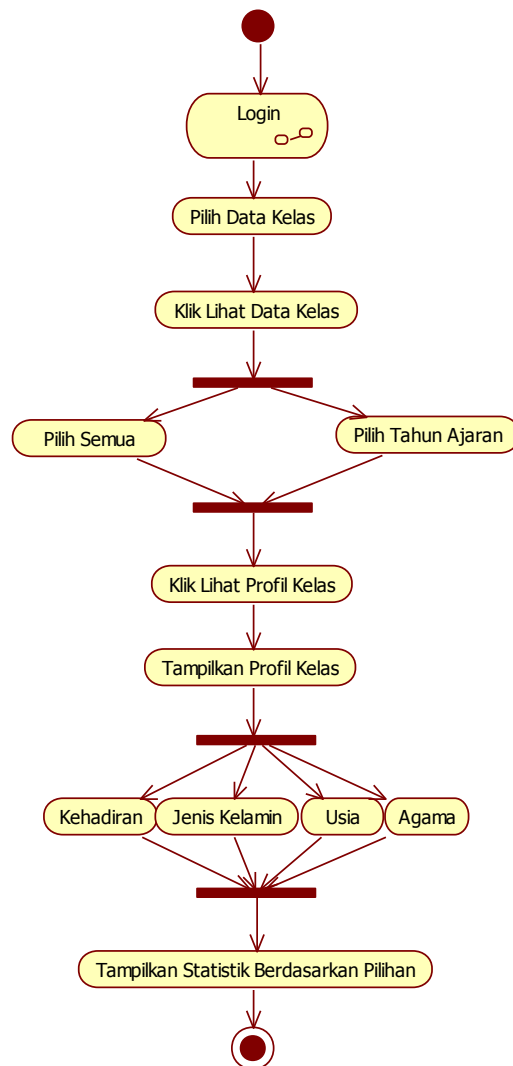 Login
Pilih Data Kelas
Klik Lihat Data Kelas
Pilih Semua
Pilih Tahun Ajaran
Klik Lihat Profil Kelas
Tampilkan Profil Kelas
Kehadiran
Jenis Kelamin
Usia
Agama
Tampilkan Statistik Berdasarkan Pilihan